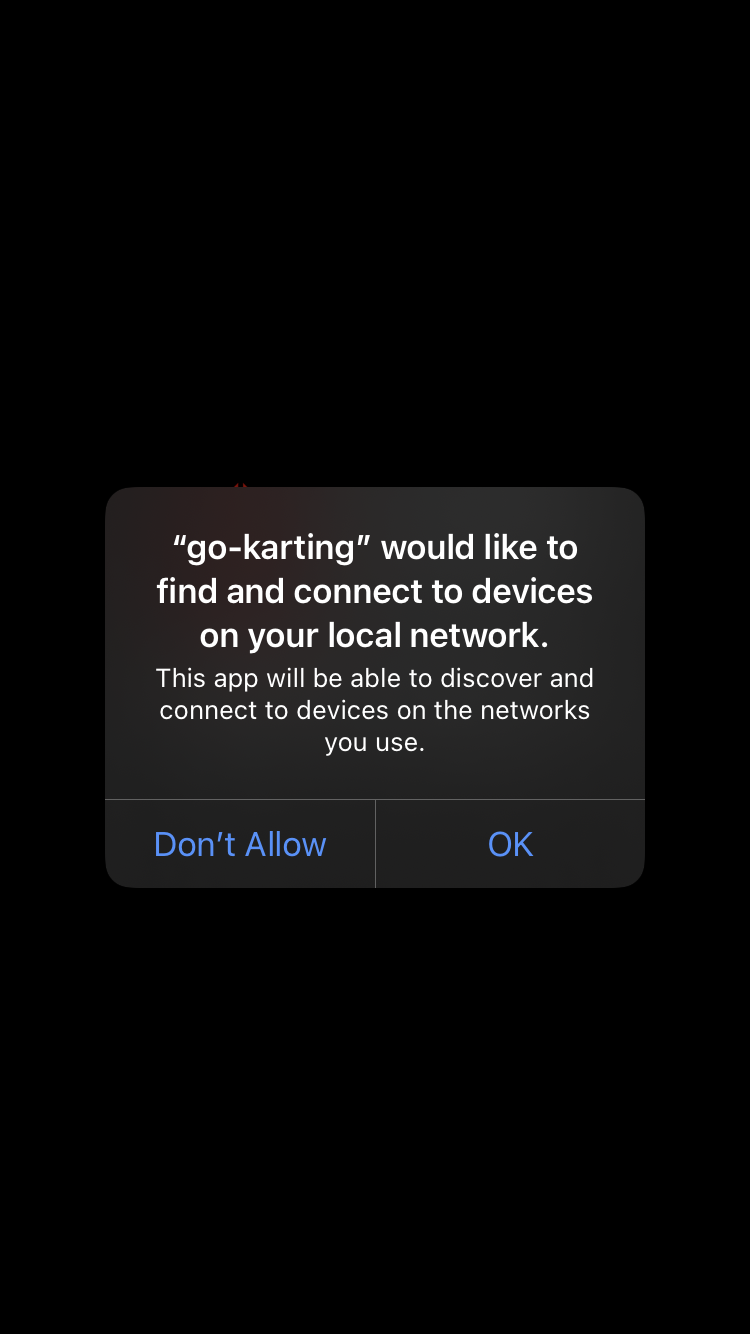 “go-karting” would like to
find and connect to devices
on your local network.
This app will be able to discover and
connect to devices on the networks
you use.
Don’t Allow
OK